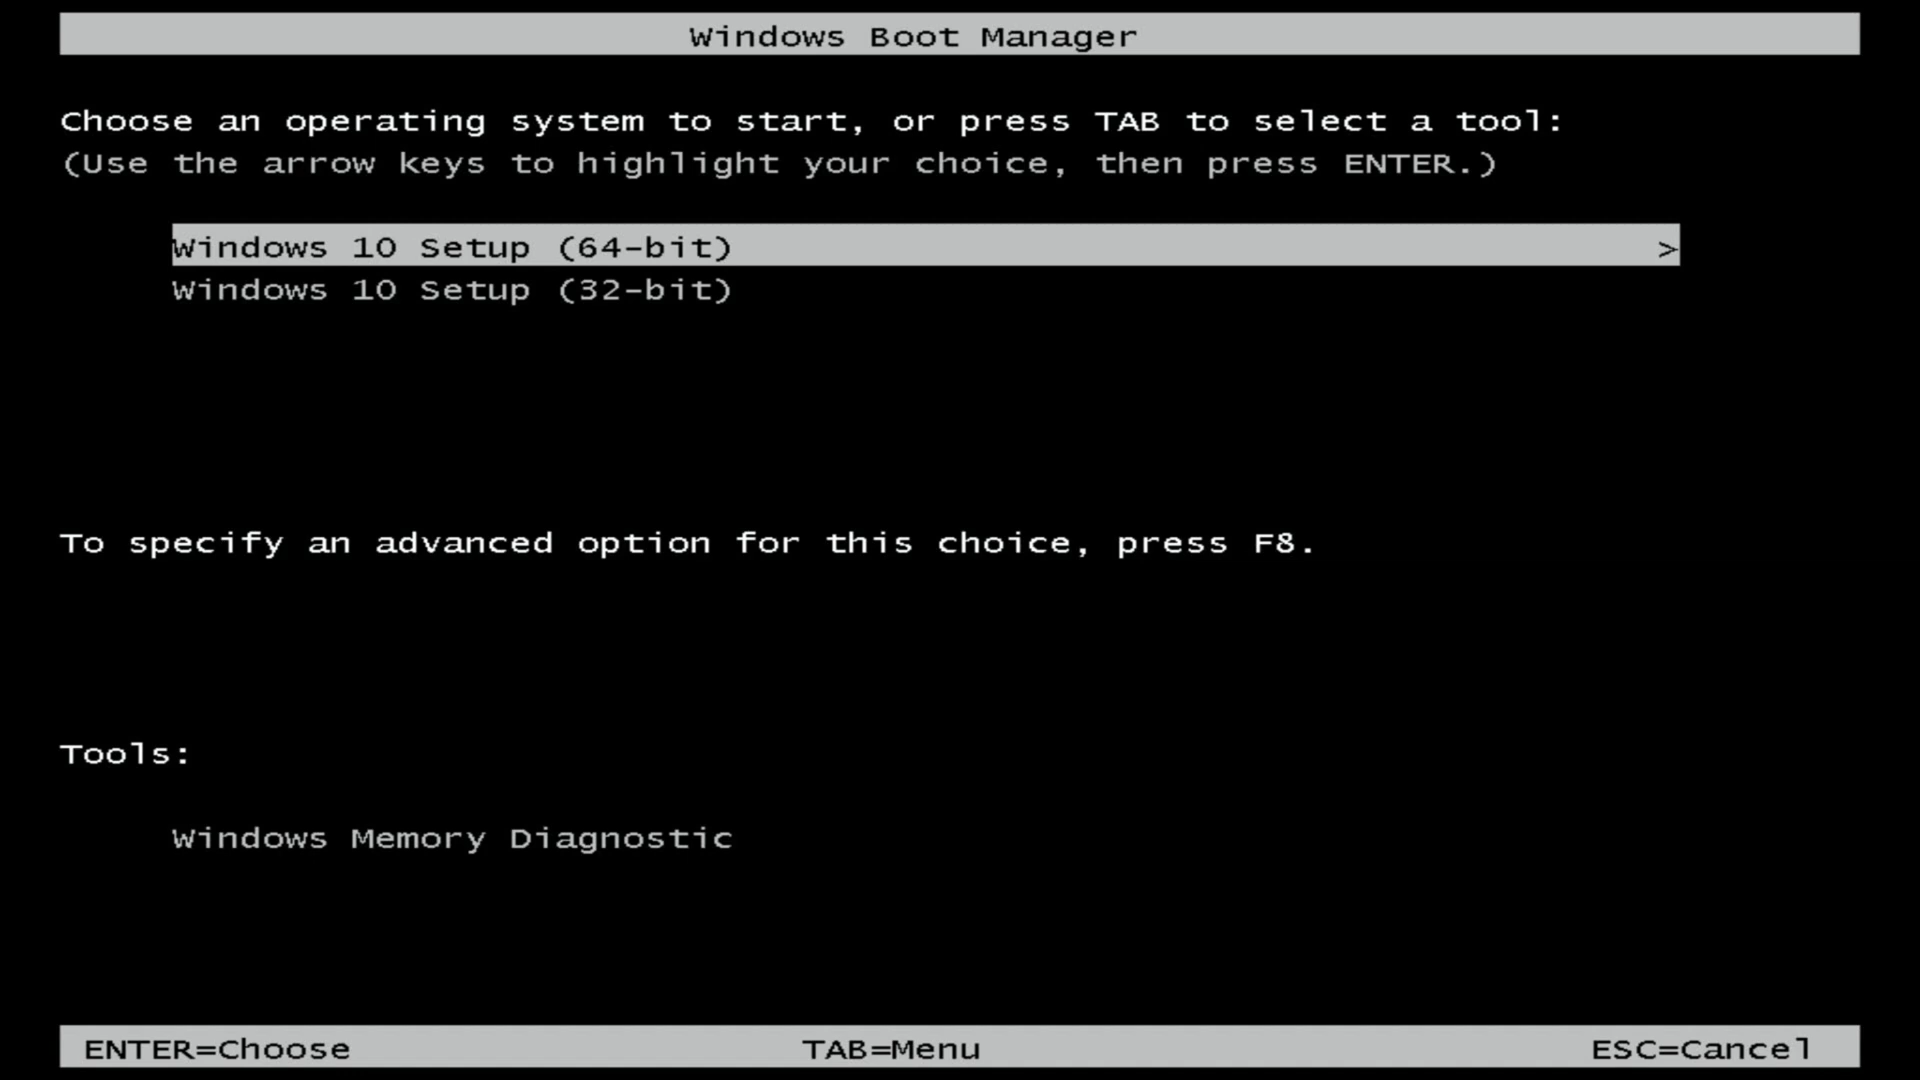 Windows Boot Manager
Choose an operating system to start, or press TAB to select a tool:
(Use the arrow keys to highlight your choice, then press ENTER.)
Windows 10 Setup (64-bit) >
Windows 10 Setup (32-bit)
To specify an advanced option for this choice, press F8.
Tools:
Windows Memory Diagnostic
ENTER=Choose TAB=Menu ESC=Cancel